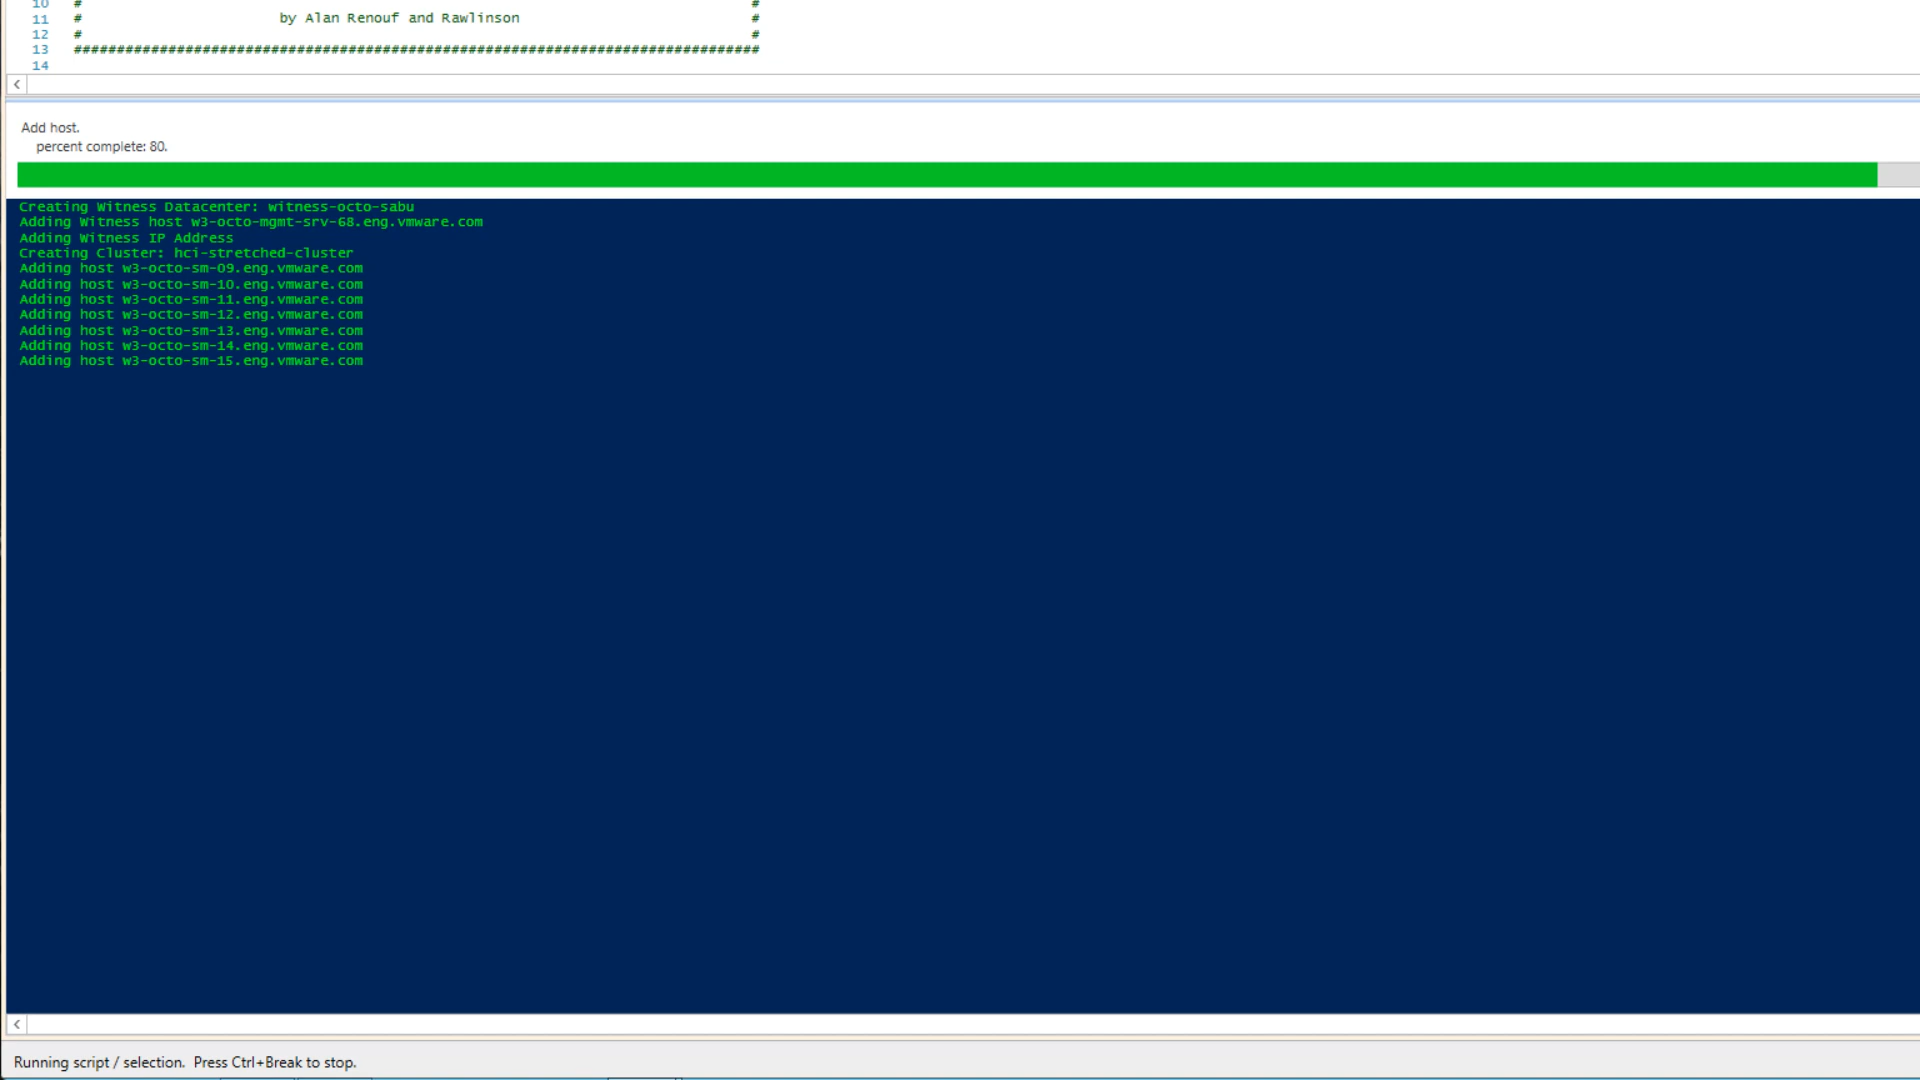 10 # #
11 # by Alan Renouf and Rawlinson #
12 # #
13 ################################################################################
14
Add host.
percent complete: 80.
Creating Witness Datacenter: witness-octo-sabu
Adding Witness host w3-octo-mgmt-srv-68.eng.vmware.com
Adding Witness IP Address
Creating Cluster: hci-stretched-cluster
Adding host w3-octo-sm-09.eng.vmware.com
Adding host w3-octo-sm-10.eng.vmware.com
Adding host w3-octo-sm-11.eng.vmware.com
Adding host w3-octo-sm-12.eng.vmware.com
Adding host w3-octo-sm-13.eng.vmware.com
Adding host w3-octo-sm-14.eng.vmware.com
Adding host w3-octo-sm-15.eng.vmware.com
Running script / selection. Press Ctrl+Break to stop.